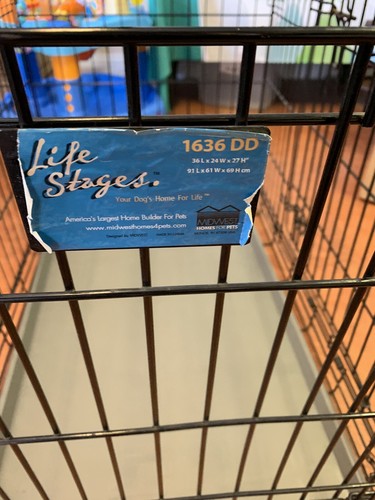 Life Stages.™
1636 DD
36 L x 24 W x 27 H"
91 L x 61 W x 69 H cm
Your Dog's Home For Life™
America's Largest Home Builder For Pets
www.midwesthomes4pets.com
MIDWEST
HOMES FOR PETS